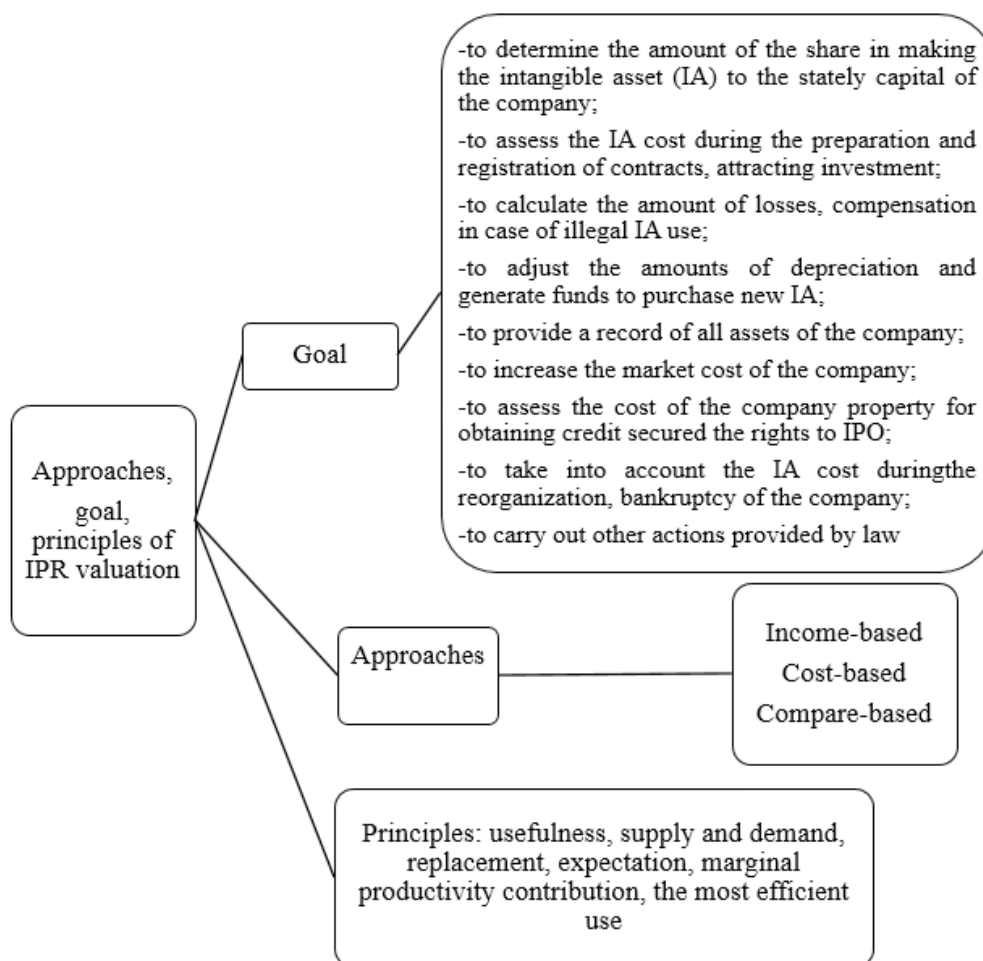 Approaches,
goal,
principles of
IPR valuation
Goal
-to determine the amount of the share in making
the intangible asset (IA) to the stately capital of
the company;
-to assess the IA cost during the preparation and
registration of contracts, attracting investment;
-to calculate the amount of losses, compensation
in case of illegal IA use;
-to adjust the amounts of depreciation and
generate funds to purchase new IA;
-to provide a record of all assets of the company;
-to increase the market cost of the company;
-to assess the cost of the company property for
obtaining credit secured the rights to IPO;
-to take into account the IA cost duringthe
reorganization, bankruptcy of the company;
-to carry out other actions provided by law
Approaches
Income-based
Cost-based
Compare-based
Principles: usefulness, supply and demand,
replacement, expectation, marginal
productivity contribution, the most efficient
use